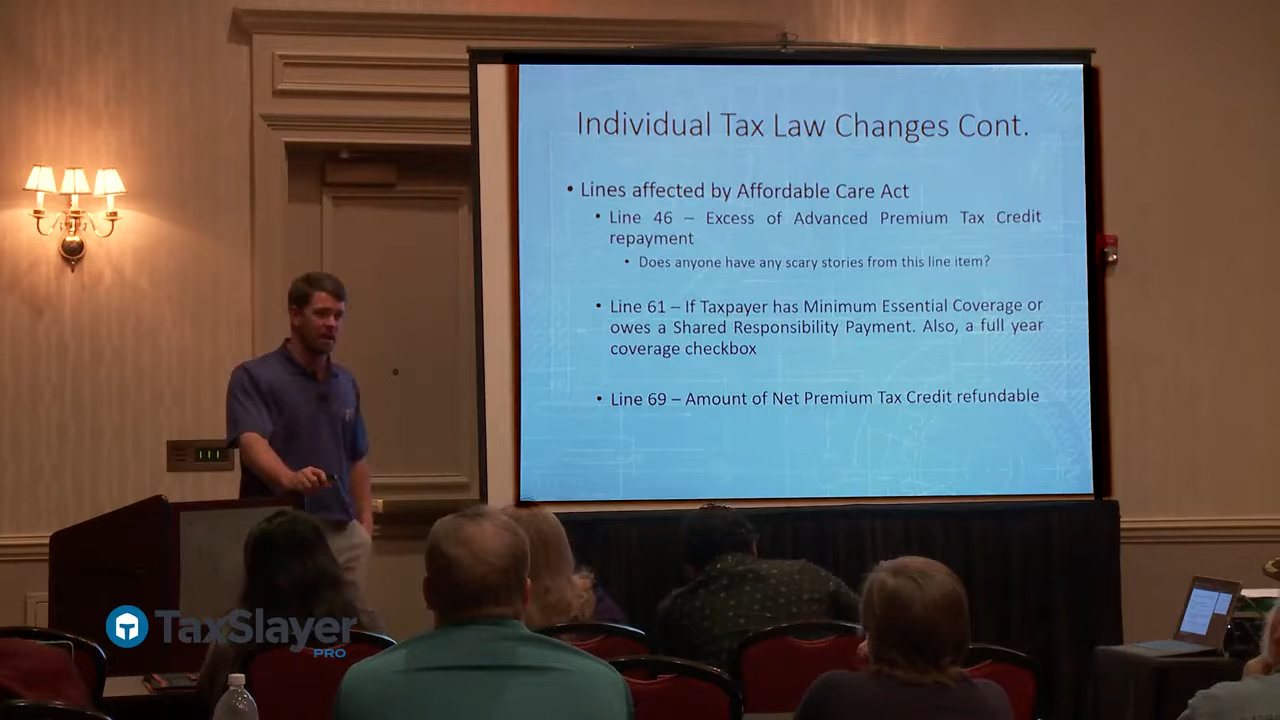 Individual Tax Law Changes Cont.
• Lines affected by Affordable Care Act
• Line 46 – Excess of Advanced Premium Tax Credit
repayment
• Does anyone have any scary stories from this line item?
• Line 61 – If Taxpayer has Minimum Essential Coverage or
owes a Shared Responsibility Payment. Also, a full year
coverage checkbox
• Line 69 – Amount of Net Premium Tax Credit refundable
TaxSlayer
PRO